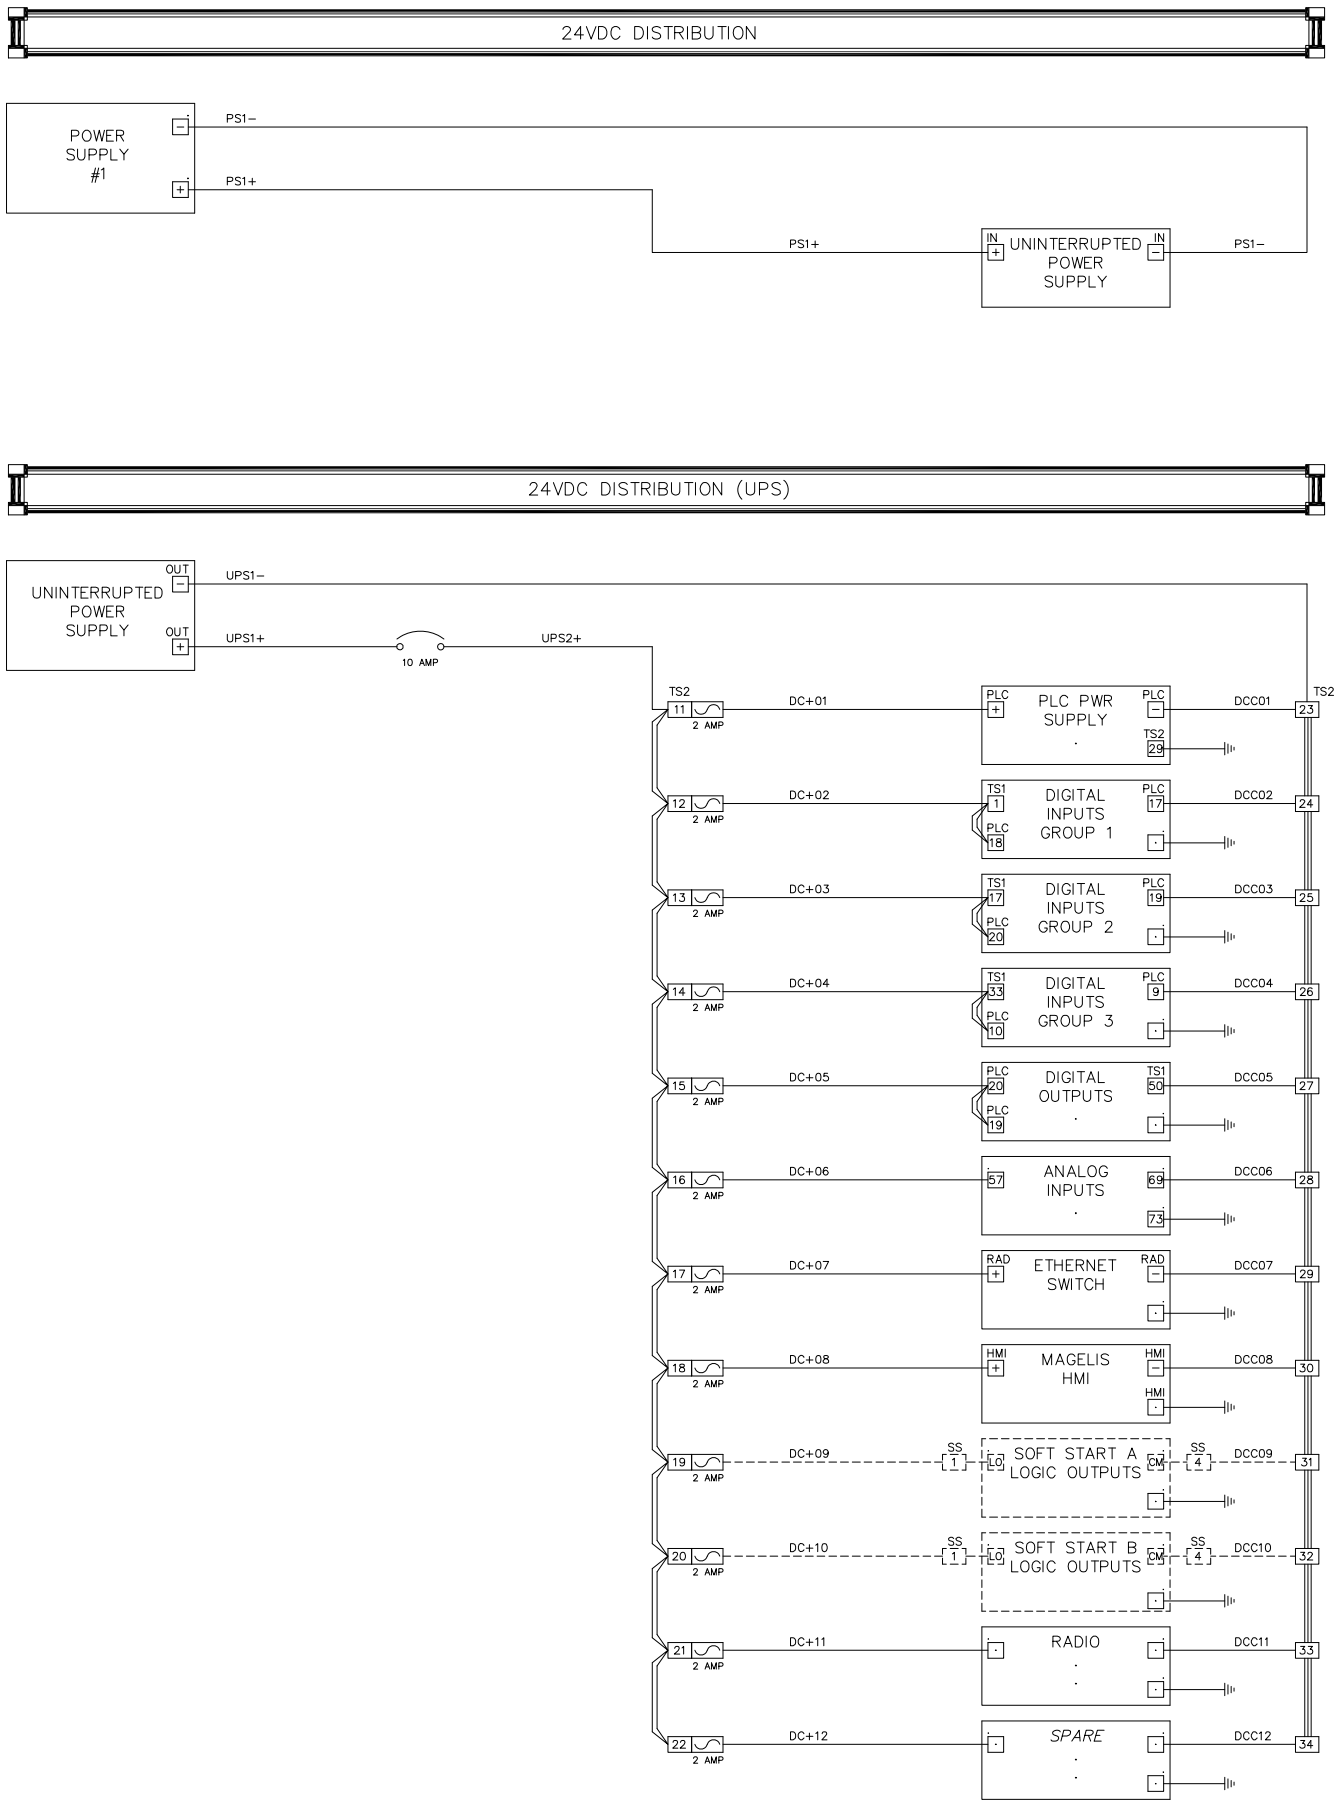 24VDC DISTRIBUTION
POWER
SUPPLY
#1
-
PS1-
+
PS1+
PS1+
IN
+
UNINTERRUPTED
POWER
SUPPLY
IN
-
PS1-
24VDC DISTRIBUTION (UPS)
UNINTERRUPTED
POWER
SUPPLY
OUT
-
UPS1-
OUT
+
UPS1+
10 AMP
UPS2+
TS2
11
2 AMP
DC+01
PLC
+
PLC PWR
SUPPLY
PLC
-
TS2
29
DCC01
TS2
23
12
2 AMP
DC+02
TS1
1
PLC
18
DIGITAL
INPUTS
GROUP 1
PLC
17
DCC02
24
13
2 AMP
DC+03
TS1
17
PLC
20
DIGITAL
INPUTS
GROUP 2
PLC
19
DCC03
25
14
2 AMP
DC+04
TS1
33
PLC
10
DIGITAL
INPUTS
GROUP 3
PLC
9
DCC04
26
15
2 AMP
DC+05
PLC
20
PLC
19
DIGITAL
OUTPUTS
TS1
50
DCC05
27
16
2 AMP
DC+06
57
ANALOG
INPUTS
69
73
DCC06
28
17
2 AMP
DC+07
RAD
+
ETHERNET
SWITCH
RAD
-
DCC07
29
18
2 AMP
DC+08
HMI
+
MAGELIS
HMI
HMI
-
HMI
DCC08
30
19
2 AMP
DC+09
SS
1
LO
SOFT START A
LOGIC OUTPUTS
CM
SS
4
DCC09
31
20
2 AMP
DC+10
SS
1
LO
SOFT START B
LOGIC OUTPUTS
CM
SS
4
DCC10
32
21
2 AMP
DC+11
RADIO
DCC11
33
22
2 AMP
DC+12
SPARE
DCC12
34